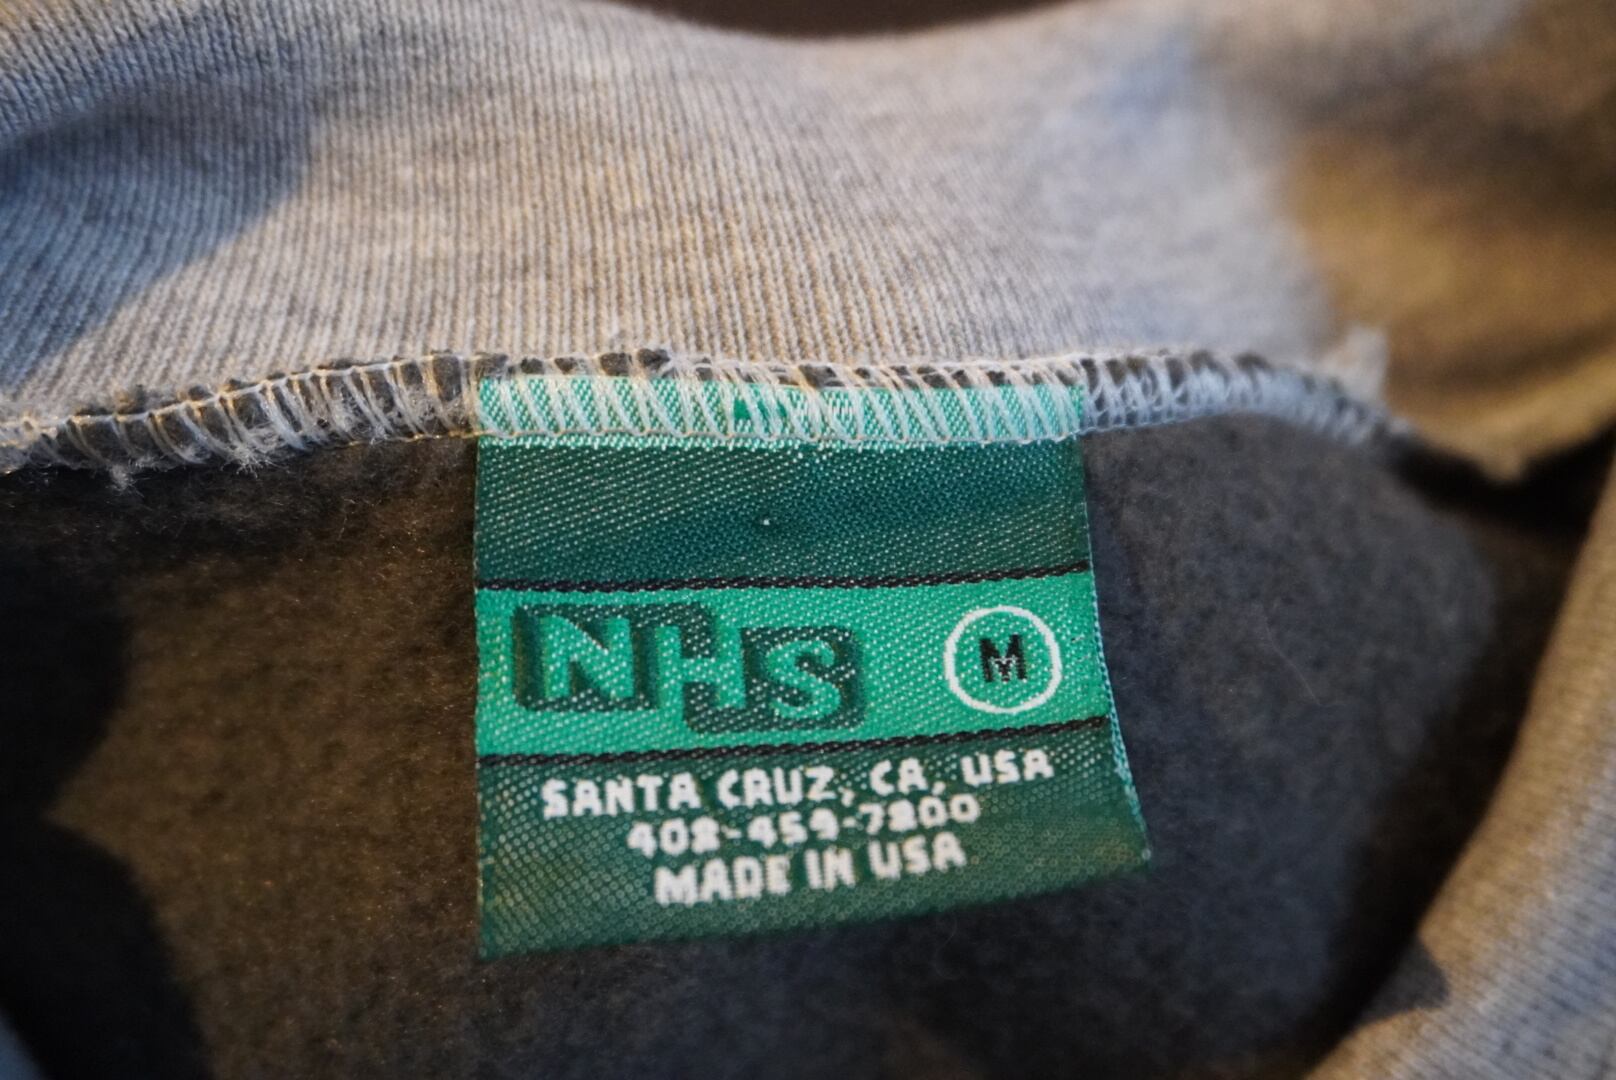 NHS M
SANTA CRUZ, CA, USA
408-459-7800
MADE IN USA